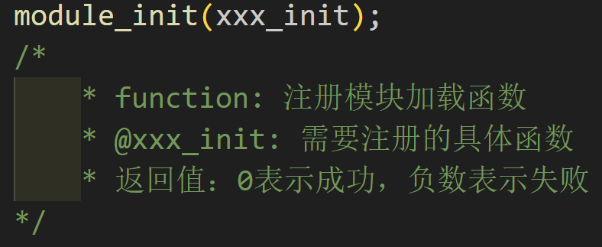 module_init(xxx_init);
/*
* function: 注册模块加载函数
* @xxx_init: 需要注册的具体函数
* 返回值：0表示成功，负数表示失败
*/